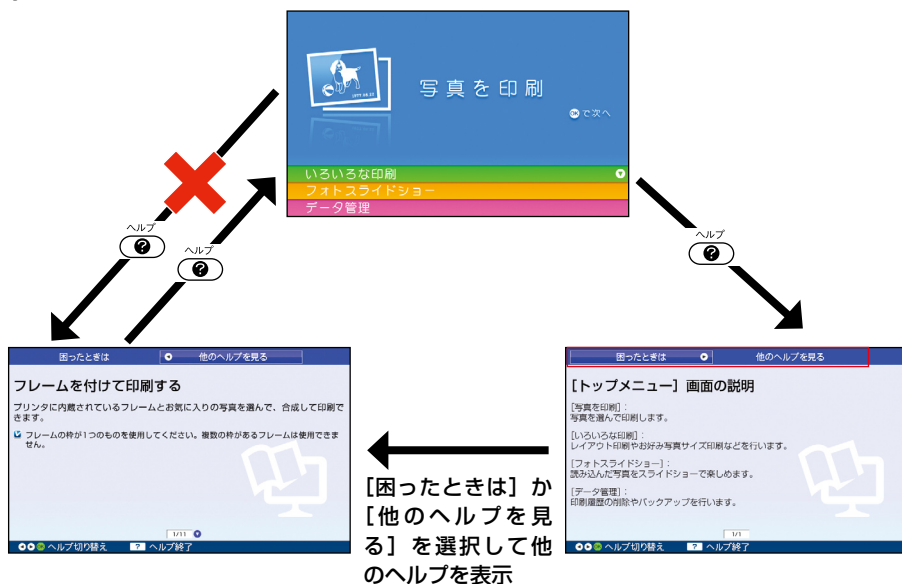 1977.08.22
写真を印刷
OK で次へ
いろいろな印刷
フォトスライドショー
データ管理
ヘルプ
?
ヘルプ
?
ヘルプ
?
困ったときは
他のヘルプを見る
フレームを付けて印刷する
プリンタに内蔵されているフレームとお気に入りの写真を選んで、合成して印刷で
きます。
フレームの枠が1つのものを使用してください。複数の枠があるフレームは使用できま
せん。
1/11
OK ヘルプ切り替え ? ヘルプ終了
[困ったときは] か
[他のヘルプを見
る] を選択して他
のヘルプを表示
困ったときは
他のヘルプを見る
[トップメニュー] 画面の説明
[写真を印刷]:
写真を選んで印刷します。
[いろいろな印刷]:
レイアウト印刷やお好み写真サイズ印刷などを行います。
[フォトスライドショー]:
読み込んだ写真をスライドショーで楽しめます。
[データ管理]:
印刷履歴の削除やバックアップを行います。
1/1
OK ヘルプ切り替え ? ヘルプ終了